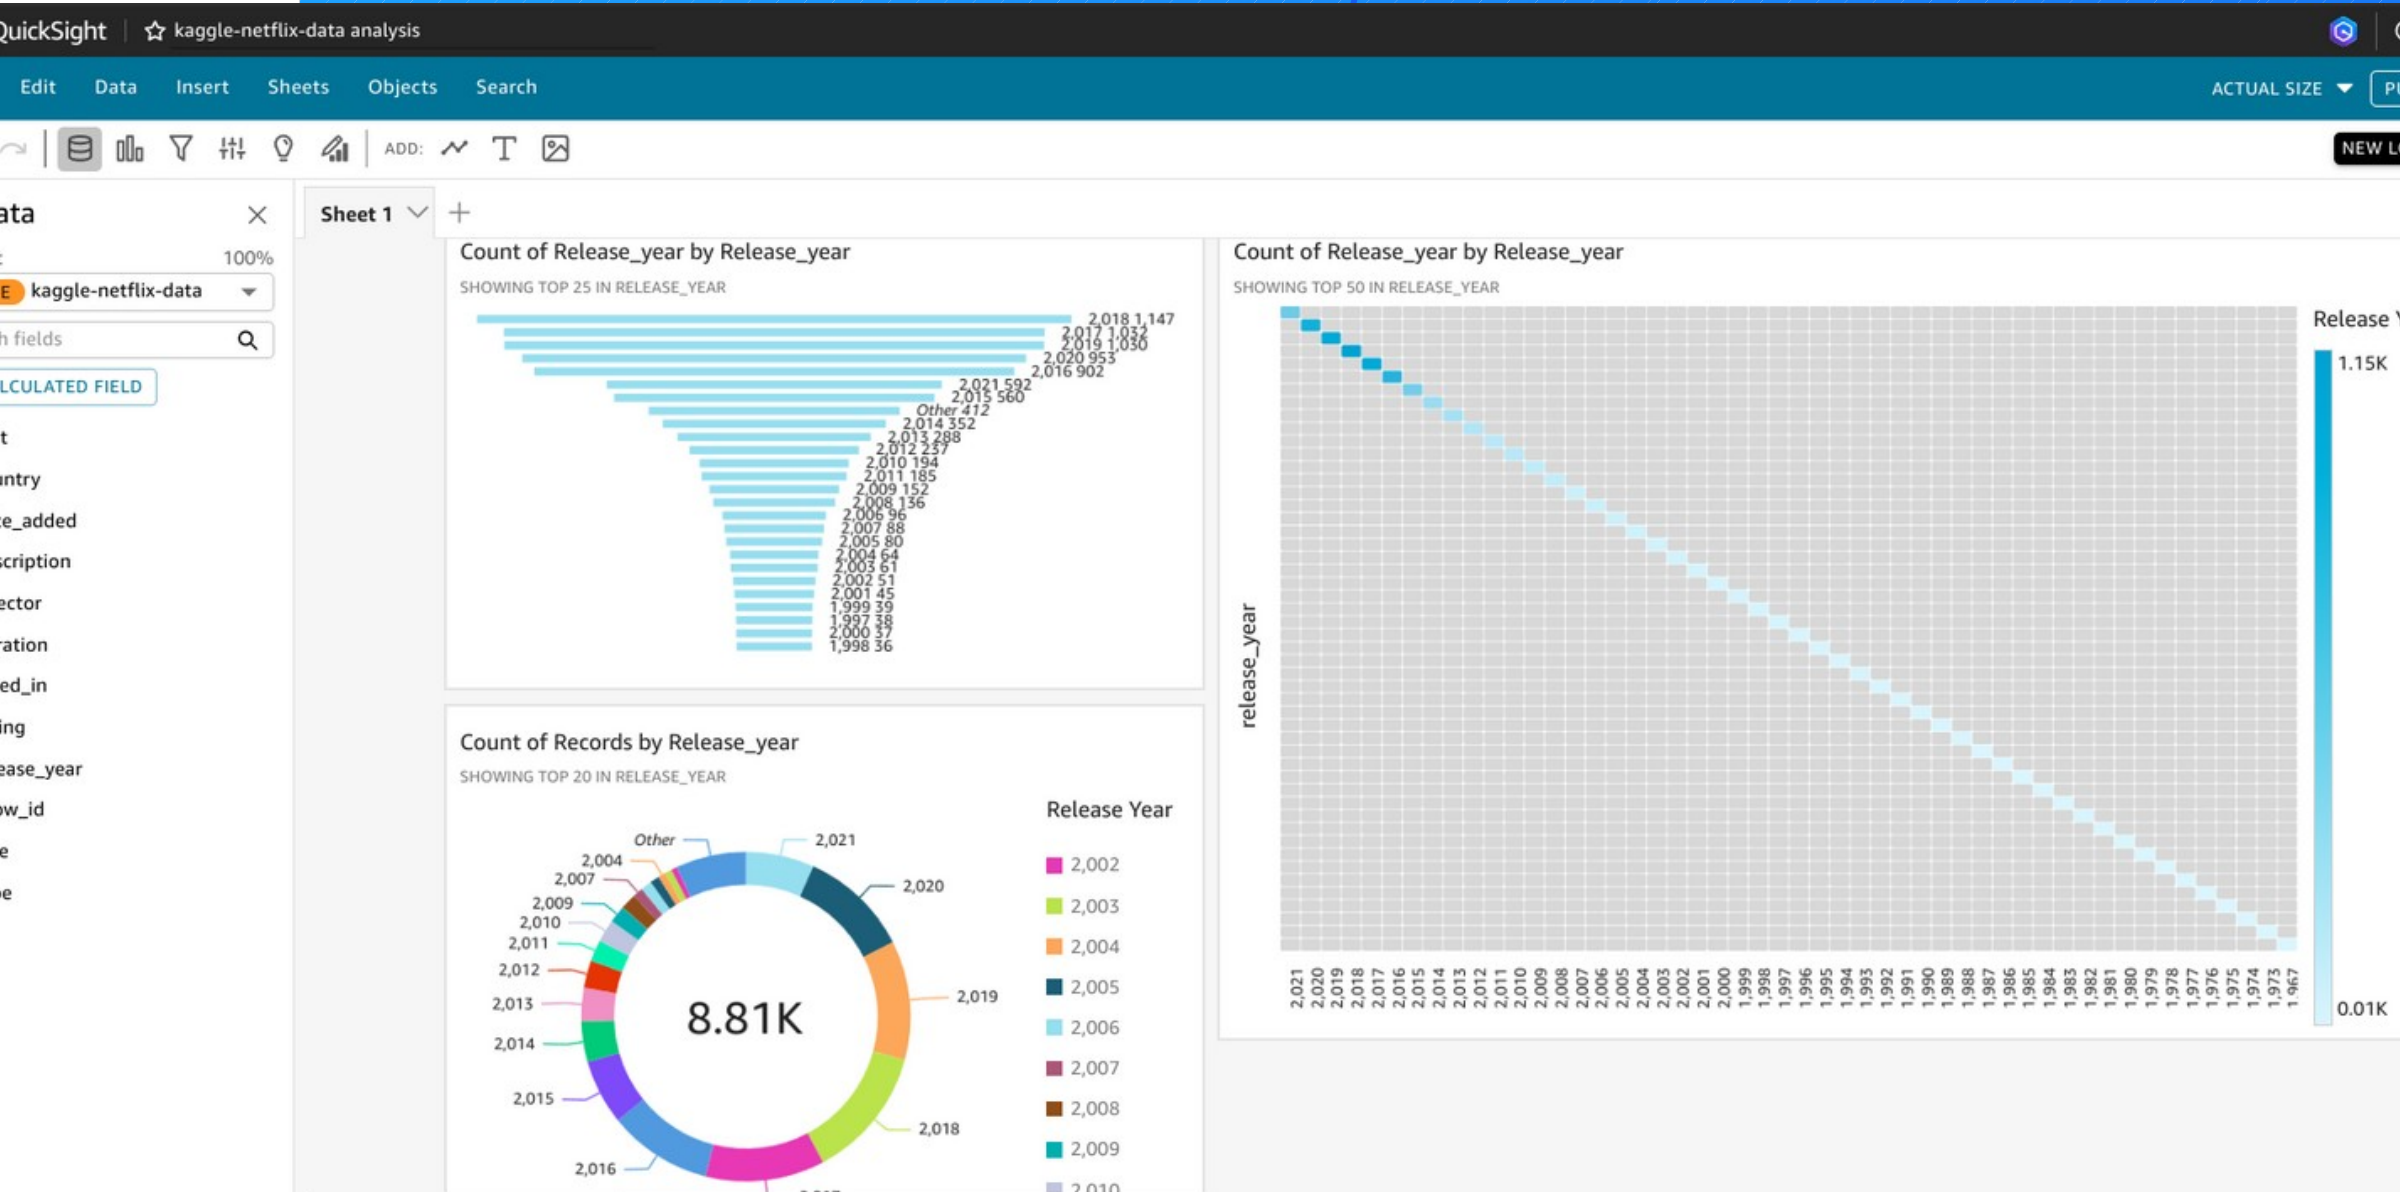 QuickSight
kaggle-netflix-data analysis
Edit Data Insert Sheets Objects Search
ACTUAL SIZE
ADD:
NEW
100%
kaggle-netflix-data
fields
FIELD
Sheet 1
Count of Release_year by Release_year
SHOWING TOP 25 IN RELEASE_YEAR
2,018 1,147
2,017 1,032
2,019 1,030
2,020 953
2,016 902
2,021 592
2,015 560
Other 412
2,014 352
2,013 288
2,012 237
2,010 194
2,011 185
2,009 152
2,008 136
2,006 96
2,007 88
2,005 80
2,004 64
2,003 61
2,002 51
2,001 45
1,999 39
1,997 38
2,000 37
1,998 36
Count of Records by Release_year
SHOWING TOP 20 IN RELEASE_YEAR
Other
2,004
2,007
2,009
2,010
2,011
2,012
2,013
2,014
2,015
2,016
2,021
2,020
2,019
2,018
8.81K
Release Year
2,002
2,003
2,004
2,005
2,006
2,007
2,008
2,009
2,010
Count of Release_year by Release_year
SHOWING TOP 50 IN RELEASE_YEAR
release_year
2,021 2,020 2,019 2,018 2,017 2,016 2,015 2,014 2,013 2,012 2,011 2,010 2,009 2,008 2,007 2,006 2,005 2,004 2,003 2,002 2,001 2,000 1,999 1,998 1,997 1,996 1,995 1,994 1,993 1,992 1,991 1,990 1,989 1,988 1,987 1,986 1,985 1,984 1,983 1,982 1,981 1,980 1,979 1,978 1,977 1,976 1,975 1,974 1,973 1,967
Release
1.15K
0.01K